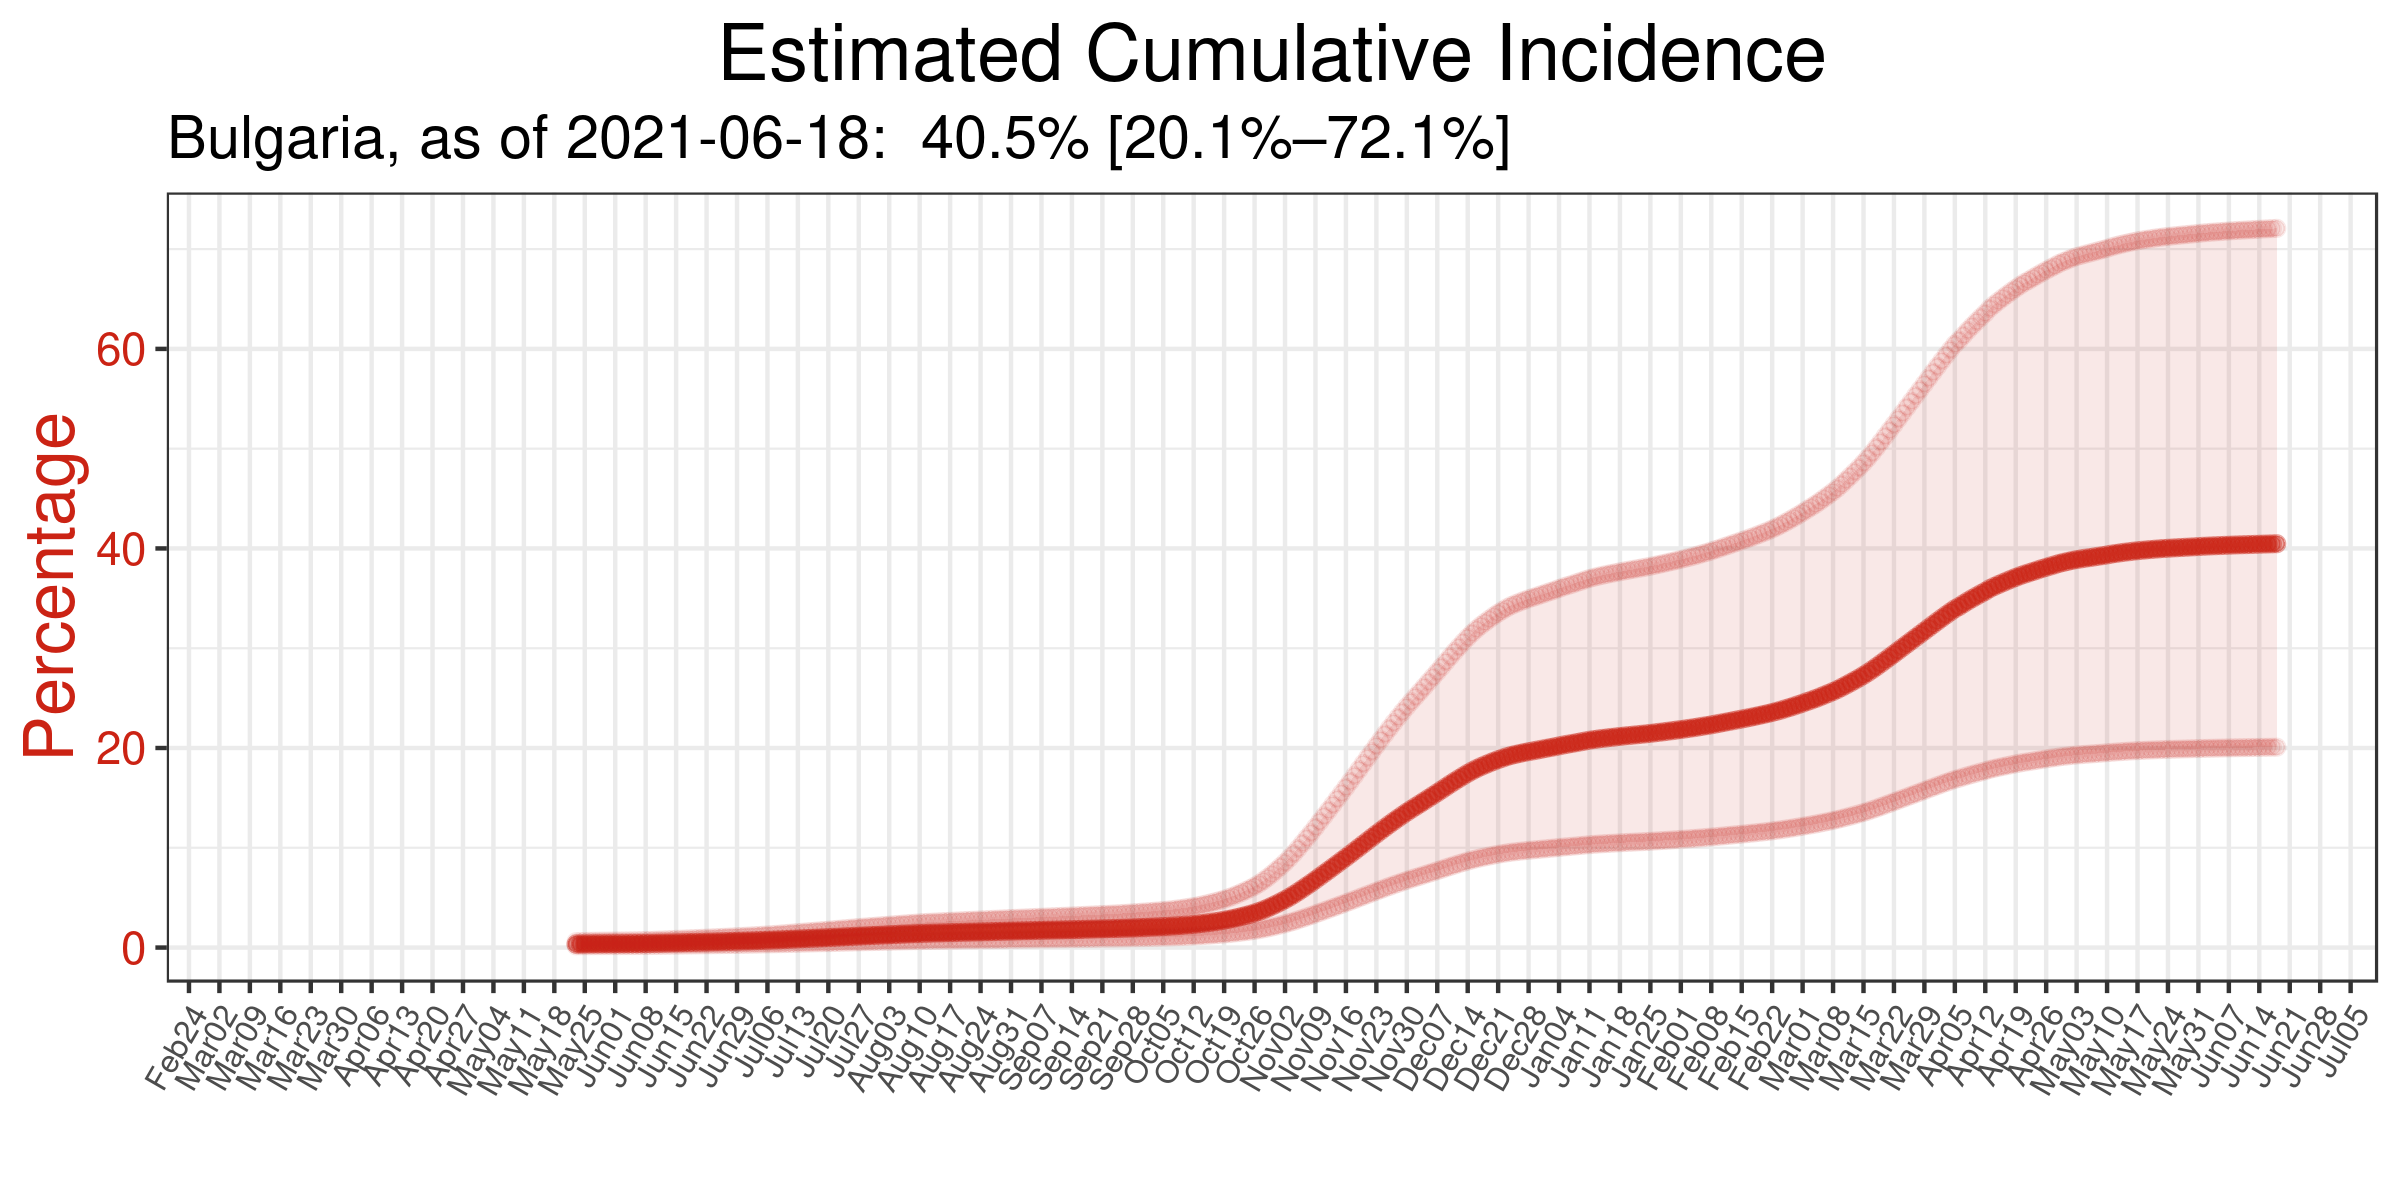 Estimated Cumulative Incidence
Bulgaria, as of 2021-06-18:  40.5% [20.1%–72.1%]
Percentage
60
40
20
0
Feb24 Mar02 Mar09 Mar16 Mar23 Mar30 Apr06 Apr13 Apr20 Apr27 May04 May11 May18 May25 Jun01 Jun08 Jun15 Jun22 Jun29 Jul06 Jul13 Jul20 Jul27 Aug03 Aug10 Aug17 Aug24 Aug31 Sep07 Sep14 Sep21 Sep28 Oct05 Oct12 Oct19 Oct26 Nov02 Nov09 Nov16 Nov23 Nov30 Dec07 Dec14 Dec21 Dec28 Jan04 Jan11 Jan18 Jan25 Feb01 Feb08 Feb15 Feb22 Mar01 Mar08 Mar15 Mar22 Mar29 Apr05 Apr12 Apr19 Apr26 May03 May10 May17 May24 May31 Jun07 Jun14 Jun21 Jun28 Jul05